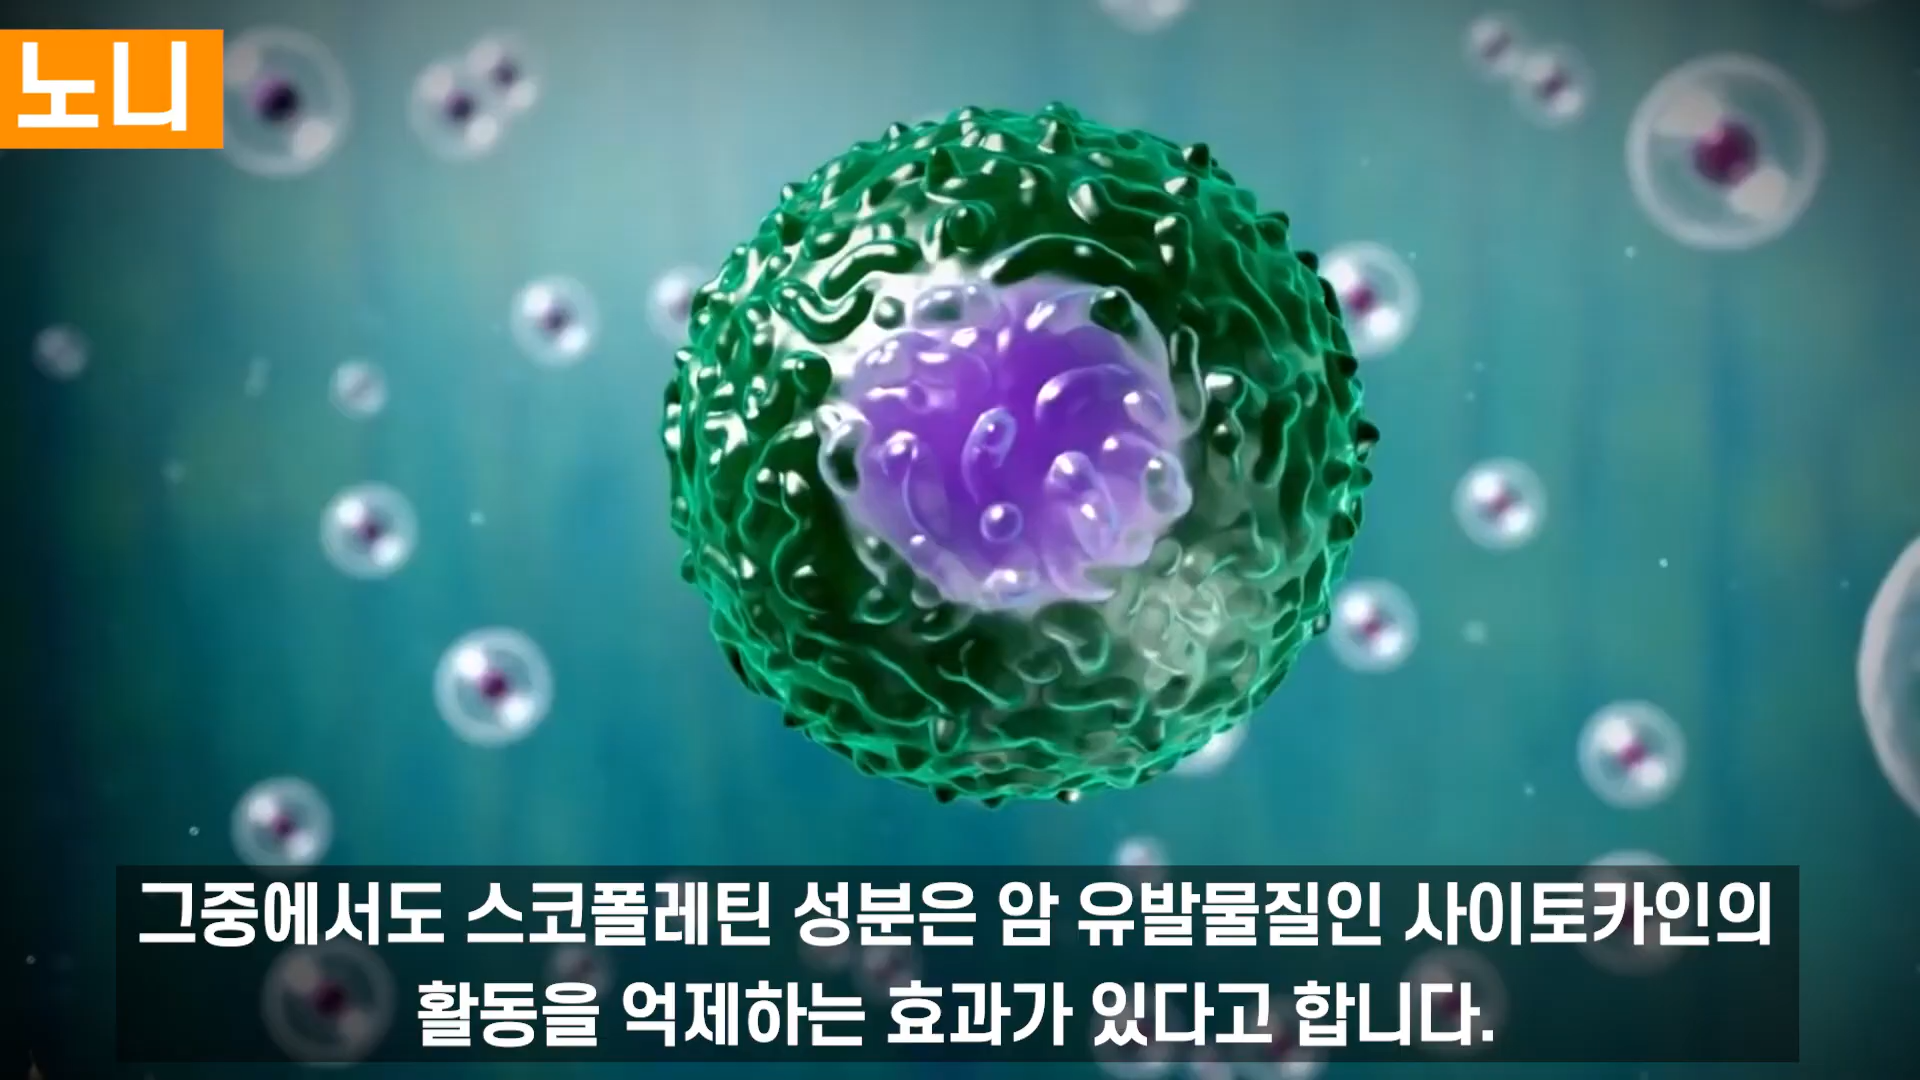 노니
그중에서도 스코폴레틴 성분은 암 유발물질인 사이토카인의
활동을 억제하는 효과가 있다고 합니다.